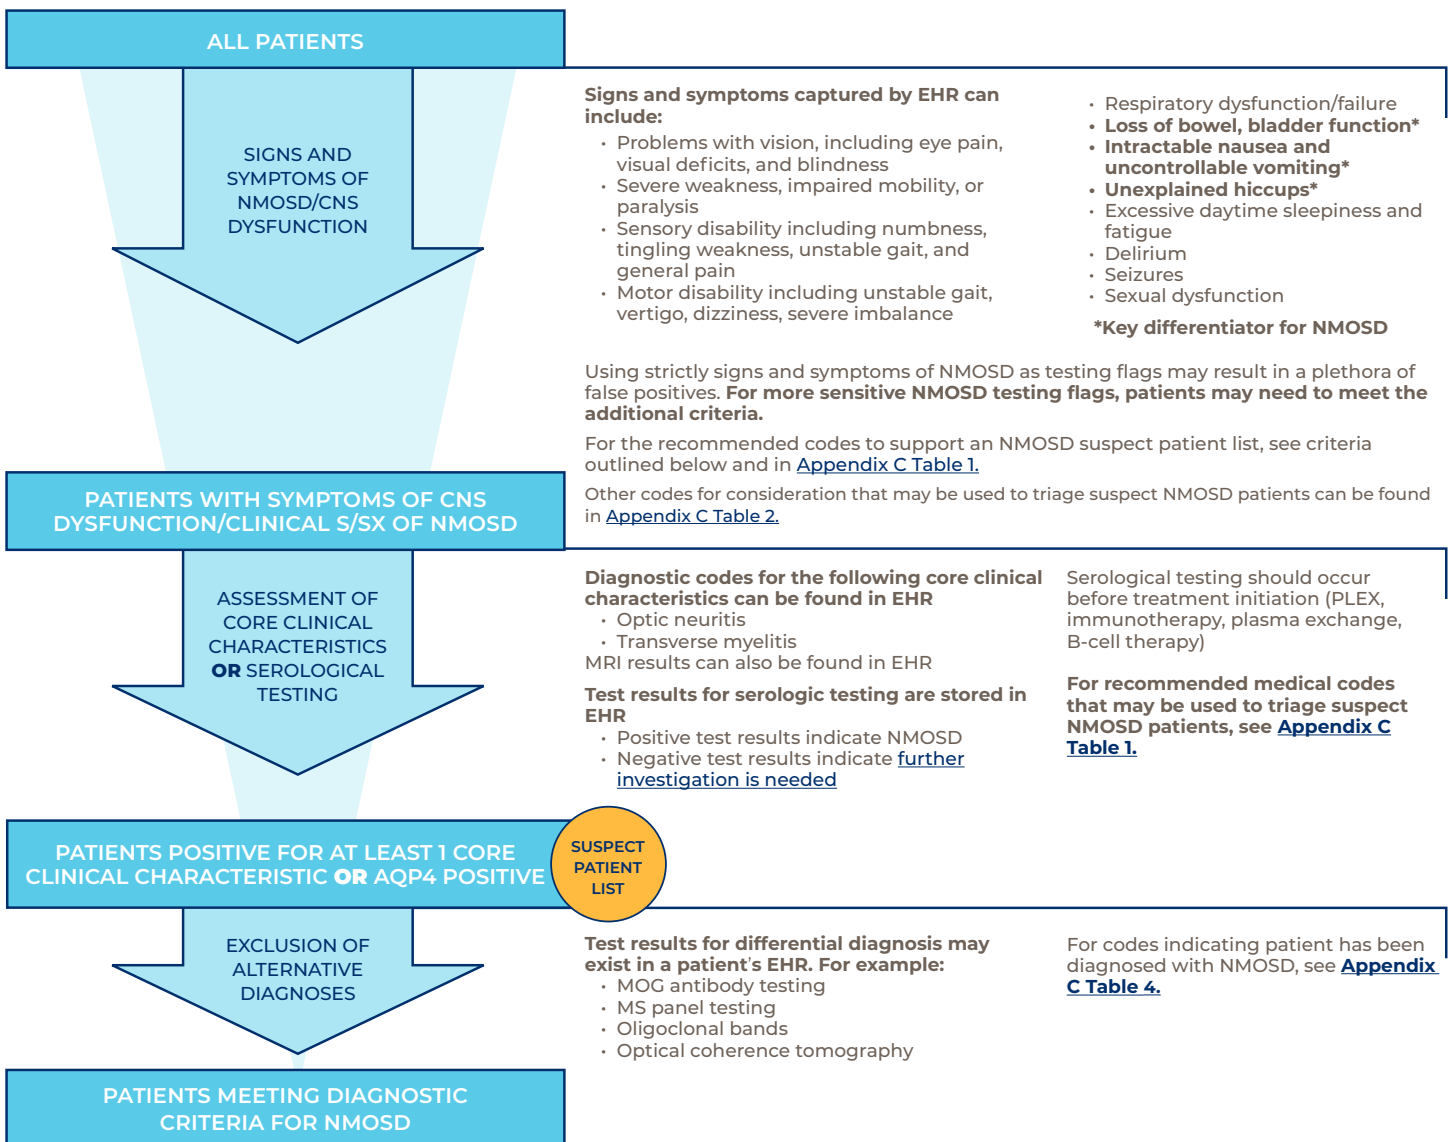 ALL PATIENTS
SIGNS AND
SYMPTOMS OF
NMOSD/CNS
DYSFUNCTION
Signs and symptoms captured by EHR can
include:
• Problems with vision, including eye pain,
visual deficits, and blindness
• Severe weakness, impaired mobility, or
paralysis
• Sensory disability including numbness,
tingling weakness, unstable gait, and
general pain
• Motor disability including unstable gait,
vertigo, dizziness, severe imbalance
• Respiratory dysfunction/failure
• Loss of bowel, bladder function*
• Intractable nausea and
uncontrollable vomiting*
• Unexplained hiccups*
• Excessive daytime sleepiness and
fatigue
• Delirium
• Seizures
• Sexual dysfunction
*Key differentiator for NMOSD
Using strictly signs and symptoms of NMOSD as testing flags may result in a plethora of
false positives. For more sensitive NMOSD testing flags, patients may need to meet the
additional criteria.
For the recommended codes to support an NMOSD suspect patient list, see criteria
outlined below and in Appendix C Table 1.
Other codes for consideration that may be used to triage suspect NMOSD patients can be found
in Appendix C Table 2.
PATIENTS WITH SYMPTOMS OF CNS
DYSFUNCTION/CLINICAL S/SX OF NMOSD
ASSESSMENT OF
CORE CLINICAL
CHARACTERISTICS
OR SEROLOGICAL
TESTING
Diagnostic codes for the following core clinical
characteristics can be found in EHR
• Optic neuritis
• Transverse myelitis
MRI results can also be found in EHR
Test results for serologic testing are stored in
EHR
• Positive test results indicate NMOSD
• Negative test results indicate further
investigation is needed
Serological testing should occur
before treatment initiation (PLEX,
immunotherapy, plasma exchange,
B-cell therapy)
For recommended medical codes
that may be used to triage suspect
NMOSD patients, see Appendix C
Table 1.
PATIENTS POSITIVE FOR AT LEAST 1 CORE
CLINICAL CHARACTERISTIC OR AQP4 POSITIVE
SUSPECT
PATIENT
LIST
EXCLUSION OF
ALTERNATIVE
DIAGNOSES
Test results for differential diagnosis may
exist in a patient's EHR. For example:
• MOG antibody testing
• MS panel testing
• Oligoclonal bands
• Optical coherence tomography
For codes indicating patient has been
diagnosed with NMOSD, see Appendix
C Table 4.
PATIENTS MEETING DIAGNOSTIC
CRITERIA FOR NMOSD